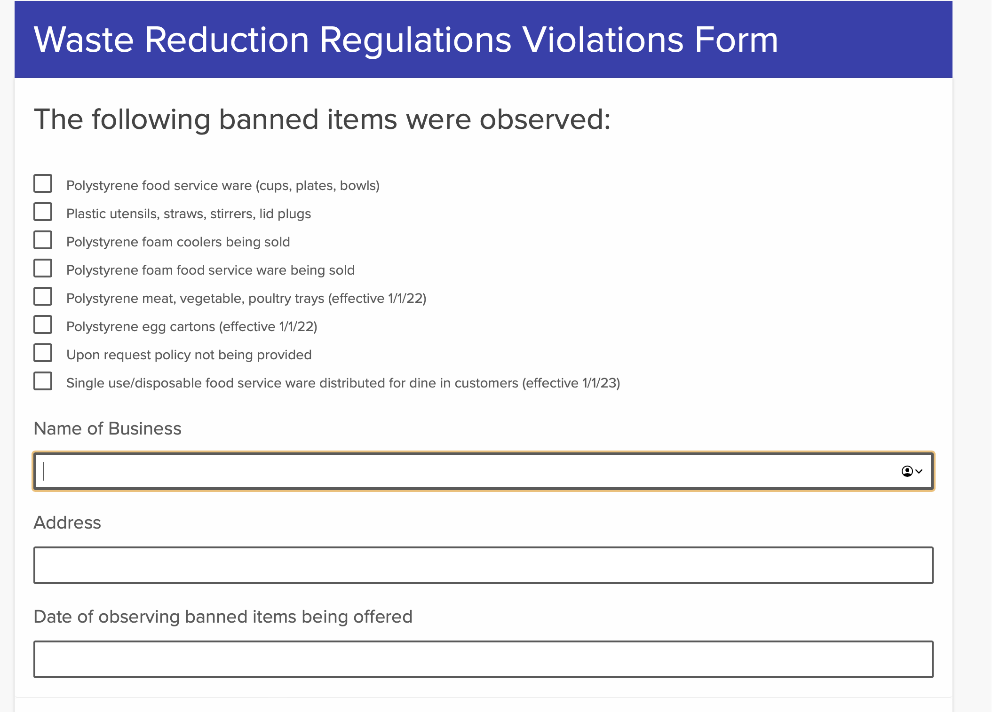 Waste Reduction Regulations Violations Form
The following banned items were observed:
Polystyrene food service ware (cups, plates, bowls)
Plastic utensils, straws, stirrers, lid plugs
Polystyrene foam coolers being sold
Polystyrene foam food service ware being sold
Polystyrene meat, vegetable, poultry trays (effective 1/1/22)
Polystyrene egg cartons (effective 1/1/22)
Upon request policy not being provided
Single use/disposable food service ware distributed for dine in customers (effective 1/1/23)
Name of Business
Address
Date of observing banned items being offered